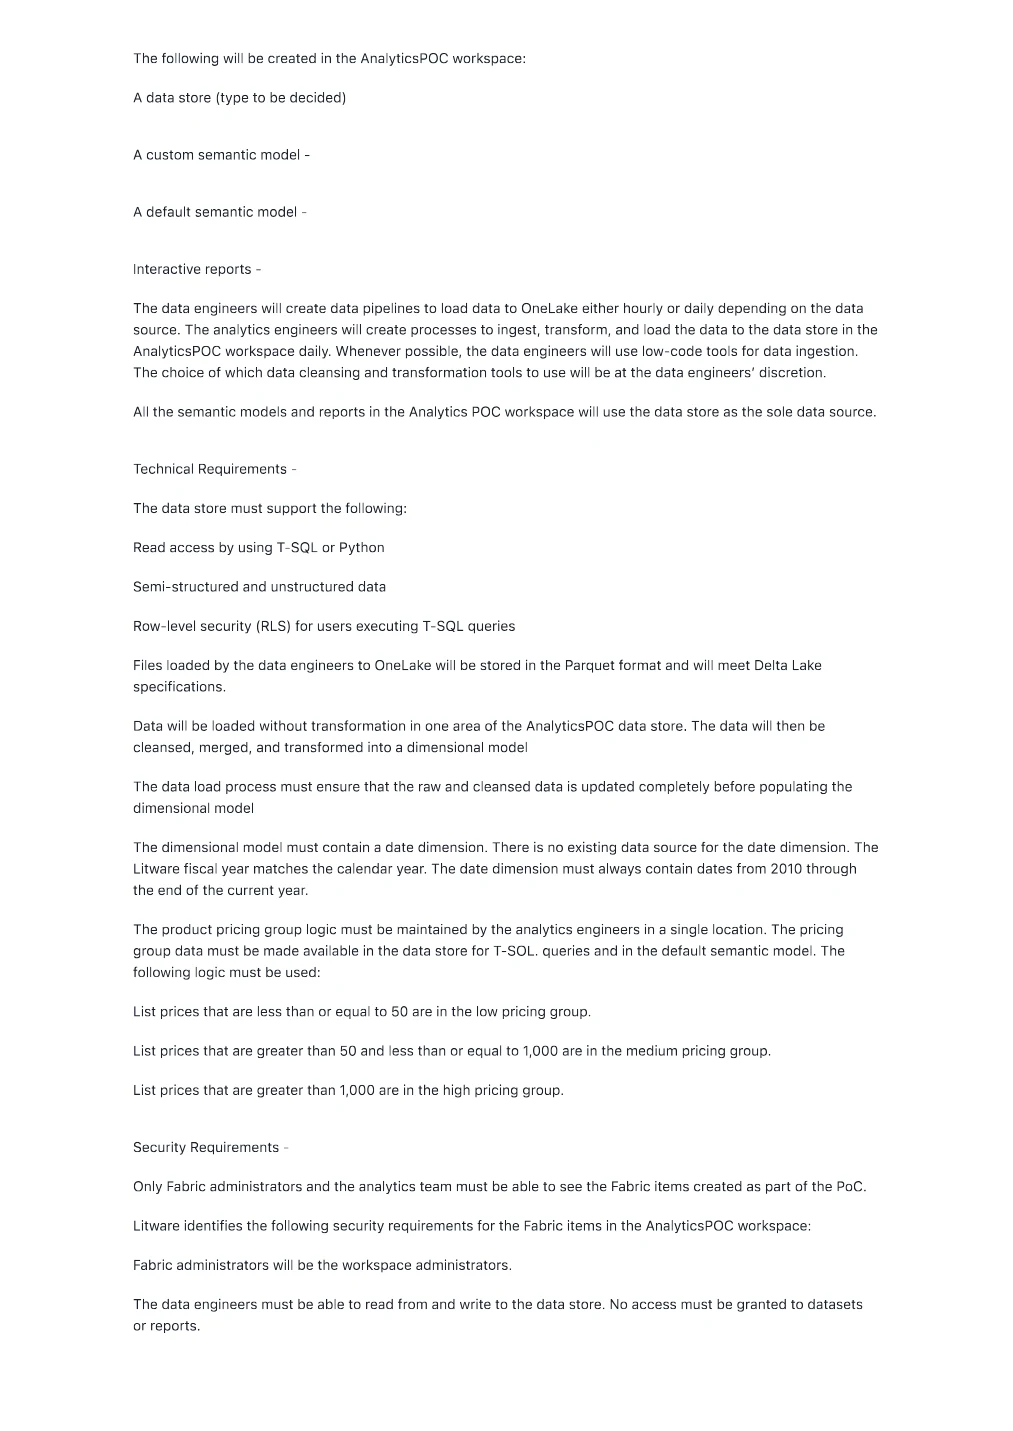 The following will be created in the AnalyticsPOC workspace:
A data store (type to be decided)
A custom semantic model -
A default semantic model -
Interactive reports -
The data engineers will create data pipelines to load data to OneLake either hourly or daily depending on the data
source. The analytics engineers will create processes to ingest, transform, and load the data to the data store in the
AnalyticsPOC workspace daily. Whenever possible, the data engineers will use low-code tools for data ingestion.
The choice of which data cleansing and transformation tools to use will be at the data engineers’ discretion.
All the semantic models and reports in the Analytics POC workspace will use the data store as the sole data source.
Technical Requirements -
The data store must support the following:
Read access by using T-SQL or Python
Semi-structured and unstructured data
Row-level security (RLS) for users executing T-SQL queries
Files loaded by the data engineers to OneLake will be stored in the Parquet format and will meet Delta Lake
specifications.
Data will be loaded without transformation in one area of the AnalyticsPOC data store. The data will then be
cleansed, merged, and transformed into a dimensional model
The data load process must ensure that the raw and cleansed data is updated completely before populating the
dimensional model
The dimensional model must contain a date dimension. There is no existing data source for the date dimension. The
Litware fiscal year matches the calendar year. The date dimension must always contain dates from 2010 through
the end of the current year.
The product pricing group logic must be maintained by the analytics engineers in a single location. The pricing
group data must be made available in the data store for T-SOL. queries and in the default semantic model. The
following logic must be used:
List prices that are less than or equal to 50 are in the low pricing group.
List prices that are greater than 50 and less than or equal to 1,000 are in the medium pricing group.
List prices that are greater than 1,000 are in the high pricing group.
Security Requirements -
Only Fabric administrators and the analytics team must be able to see the Fabric items created as part of the PoC.
Litware identifies the following security requirements for the Fabric items in the AnalyticsPOC workspace:
Fabric administrators will be the workspace administrators.
The data engineers must be able to read from and write to the data store. No access must be granted to datasets
or reports.